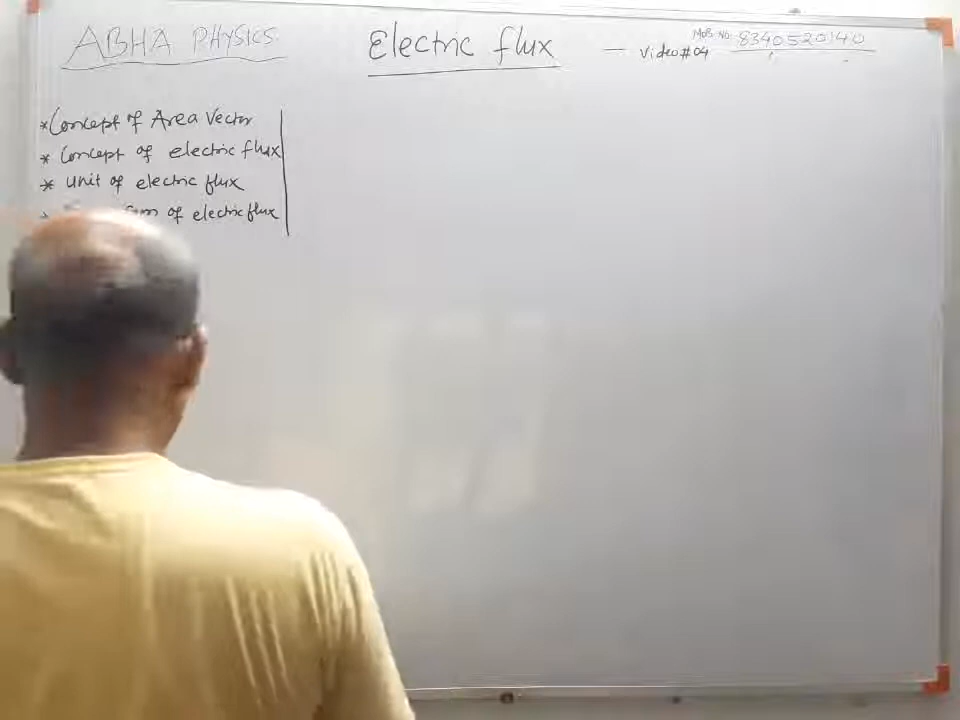 ABHA PHYSICS
Electric flux — Video#04
MOB NO: 8340520140
* Concept of Area Vector
* Concept of electric flux
* Unit of electric flux
* of electric flux